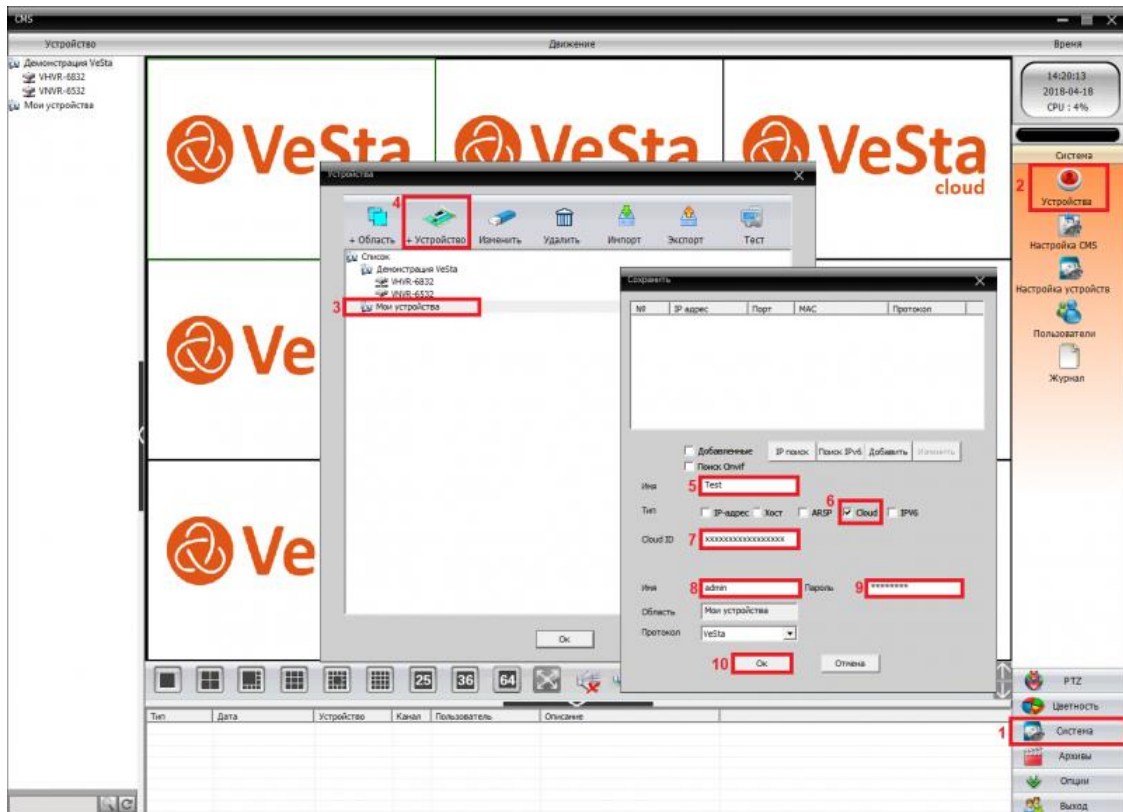 CMS
Устройство
Движение
Время
Демонстрация VeSta
VHVR-6832
VNVR-6532
Мои устройства
VeSta
VeSta
VeSta
cloud
14:20:13
2018-04-18
CPU : 4%
Система
2
Устройства
Настройка CMS
Настройка устройств
Пользователи
Журнал
Устройства
4
+ Область
+ Устройство
Изменить
Удалить
Импорт
Экспорт
Тест
Список
Демонстрация VeSta
VHVR-6832
VNVR-6532
3
Мои устройства
Ок
Ve
Ve
Сохранить
№
IP адрес
Порт
MAC
Протокол
Добавленные
IP поиск
Поиск IPv6
Добавить
Изменить
Поиск Onvif
Имя
5
Test
6
Тип
IP-адрес
Хост
ARSP
Cloud
IPV6
Cloud ID
7
xxxxxxxxxxxxxxxx
Имя
8
admin
Пароль
9
********
Область
Мои устройства
Протокол
VeSta
10
Ок
Отмена
25
36
64
Тип
Дата
Устройство
Канал
Пользователь
Описание
PTZ
Цветность
1
Система
Архивы
Опции
Выход